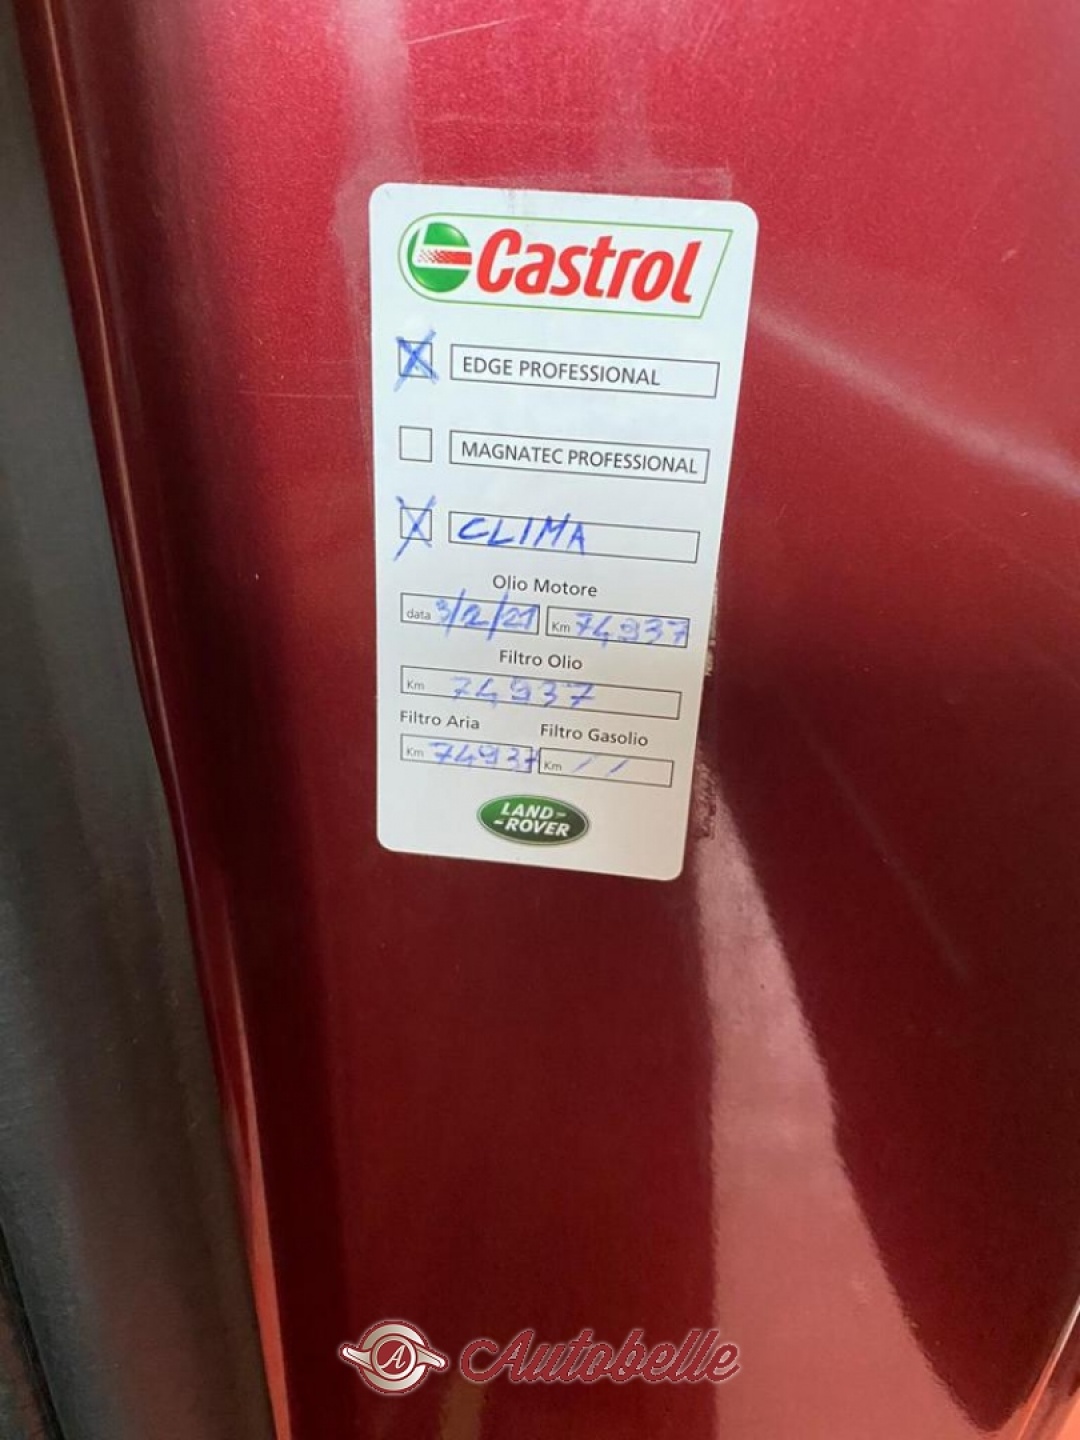 Castrol
EDGE PROFESSIONAL
MAGNATEC PROFESSIONAL
CLIMA
Olio Motore
data 3/2/21 Km 74937
Filtro Olio
Km 74937
Filtro Aria Filtro Gasolio
Km 74937 Km //
LAND-
-ROVER
A Autobelle